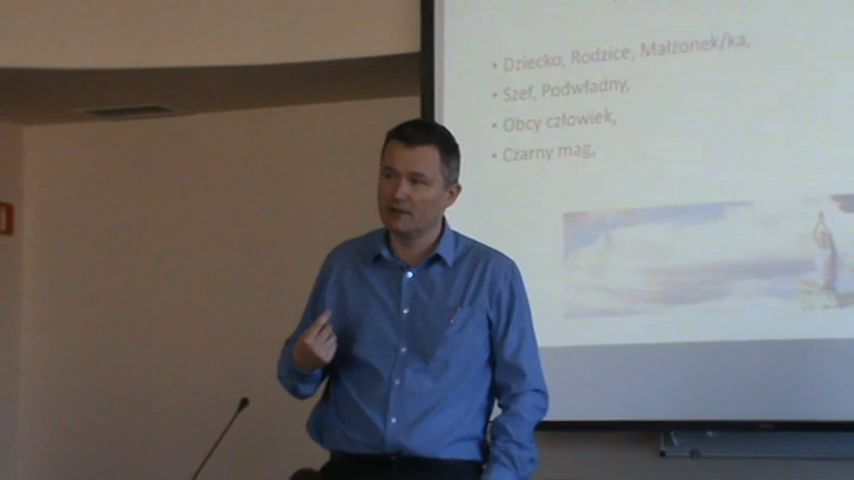 • Dziecko, Rodzice, Małżonek/ka,
• Szef, Podwładny,
• Obcy człowiek,
• Czarny mag,